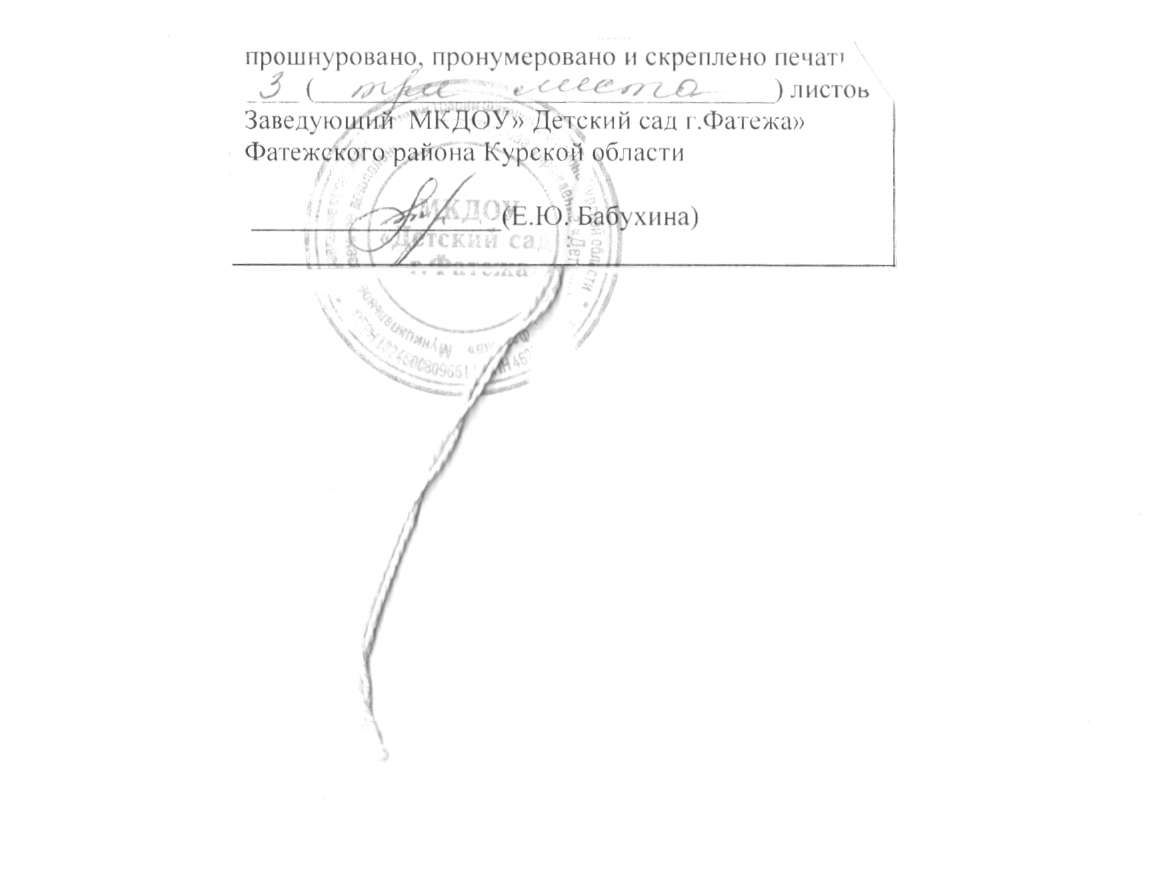 прошнуровано, пронумеровано и скреплено печать
3 ( три листа ) листов
Заведующий МКДОУ» Детский сад г.Фатежа»
Фатежского района Курской области
(Е.Ю. Бабухина)
МКДОУ
«Детский сад
г. Фатежа